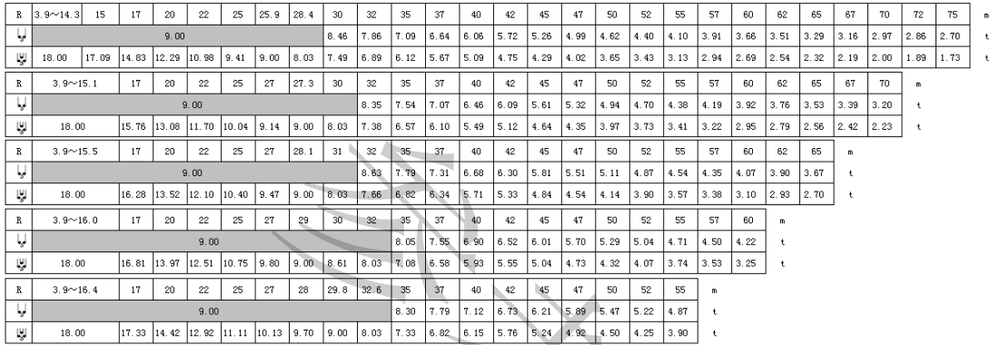 R 3.9～14.3 15 17 20 22 25 25.9 28.4 30 32 35 37 40 42 45 47 50 52 55 57 60 62 65 67 70 72 75 m
9.00 8.46 7.86 7.09 6.64 6.06 5.72 5.26 4.99 4.62 4.40 4.10 3.91 3.66 3.51 3.29 3.16 2.97 2.86 2.70 t
18.00 17.09 14.83 12.29 10.98 9.41 9.00 8.03 7.49 6.89 6.12 5.67 5.09 4.75 4.29 4.02 3.65 3.43 3.13 2.94 2.69 2.54 2.32 2.19 2.00 1.89 1.73 t
R 3.9～15.1 17 20 22 25 27 27.3 30 32 35 37 40 42 45 47 50 52 55 57 60 62 65 67 70 m
9.00 8.35 7.54 7.07 6.46 6.09 5.61 5.32 4.94 4.70 4.38 4.19 3.92 3.76 3.53 3.39 3.20 t
18.00 15.76 13.08 11.70 10.04 9.14 9.00 8.03 7.38 6.57 6.10 5.49 5.12 4.64 4.35 3.97 3.73 3.41 3.22 2.95 2.79 2.56 2.42 2.23 t
R 3.9～15.5 17 20 22 25 27 28.1 31 32 35 37 40 42 45 47 50 52 55 57 60 62 65 m
9.00 8.63 7.79 7.31 6.68 6.30 5.81 5.51 5.11 4.87 4.54 4.35 4.07 3.90 3.67 t
18.00 16.28 13.52 12.10 10.40 9.47 9.00 8.03 7.66 6.82 6.34 5.71 5.33 4.84 4.54 4.14 3.90 3.57 3.38 3.10 2.93 2.70 t
R 3.9～16.0 17 20 22 25 27 29 30 32 35 37 40 42 45 47 50 52 55 57 60 m
9.00 8.05 7.55 6.90 6.52 6.01 5.70 5.29 5.04 4.71 4.50 4.22 t
18.00 16.81 13.97 12.51 10.75 9.80 9.00 8.61 8.03 7.08 6.58 5.93 5.55 5.04 4.73 4.32 4.07 3.74 3.53 3.25 t
R 3.9～16.4 17 20 22 25 27 28 29.8 32.6 35 37 40 42 45 47 50 52 55 m
9.00 8.30 7.79 7.12 6.73 6.21 5.89 5.47 5.22 4.87 t
18.00 17.33 14.42 12.92 11.11 10.13 9.70 9.00 8.03 7.33 6.82 6.15 5.76 5.24 4.92 4.50 4.25 3.90 t